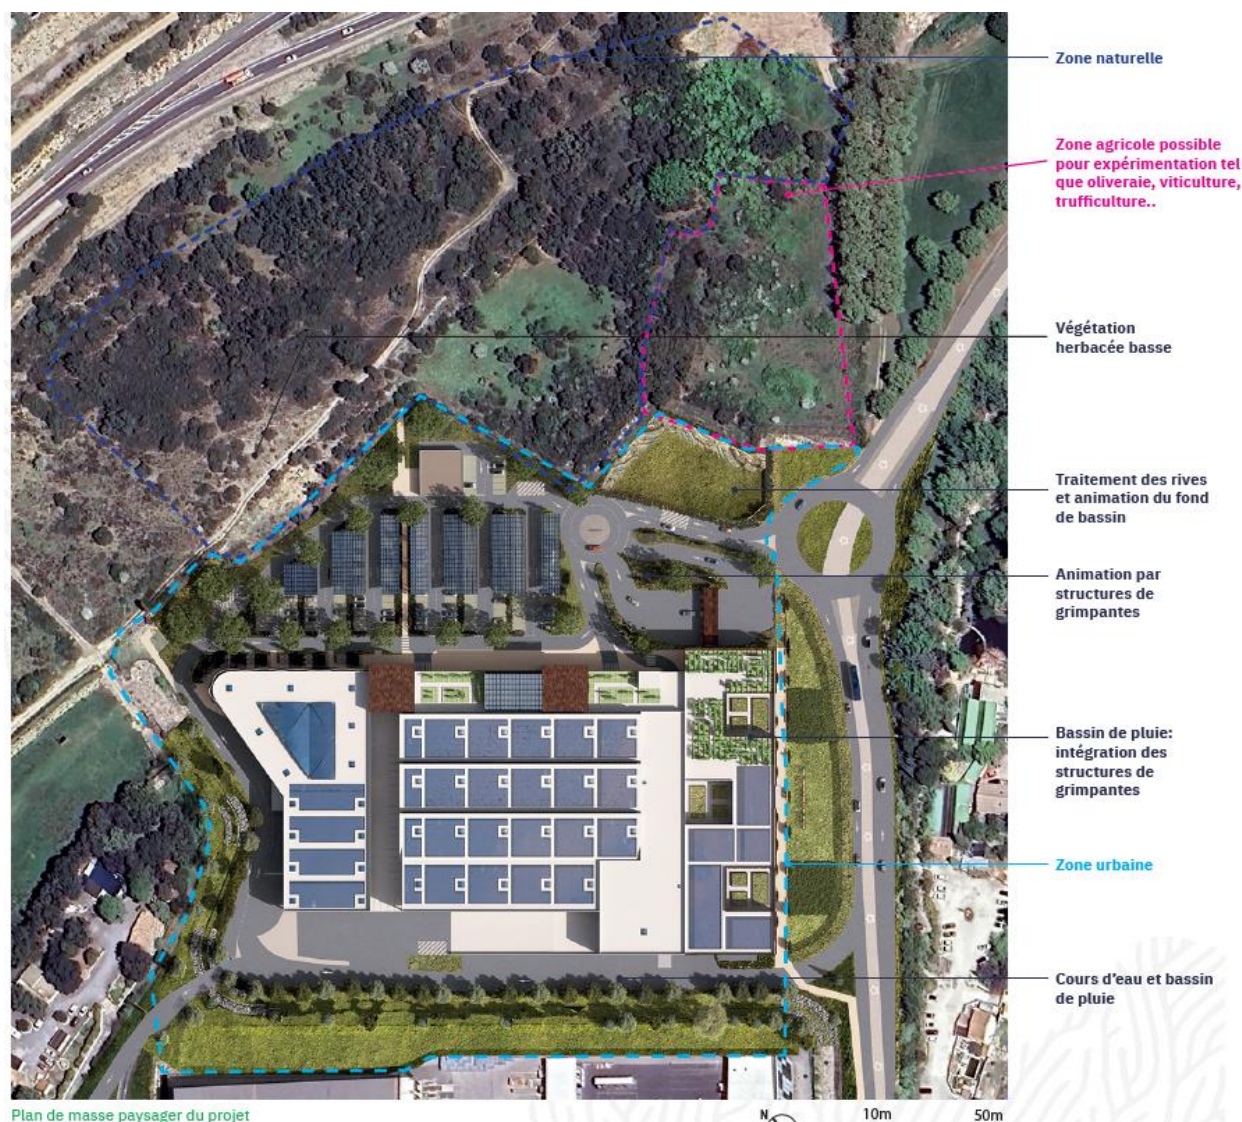 Zone naturelle
Zone agricole possible
pour expérimentation tel
que oliveraie, viticulture,
trufficulture..
Végétation
herbacée basse
Traitement des rives
et animation du fond
de bassin
Animation par
structures de
grimpantes
Bassin de pluie:
intégration des
structures de
grimpantes
Zone urbaine
Cours d'eau et bassin
de pluie
Plan de masse paysager du projet
N
10m
50m